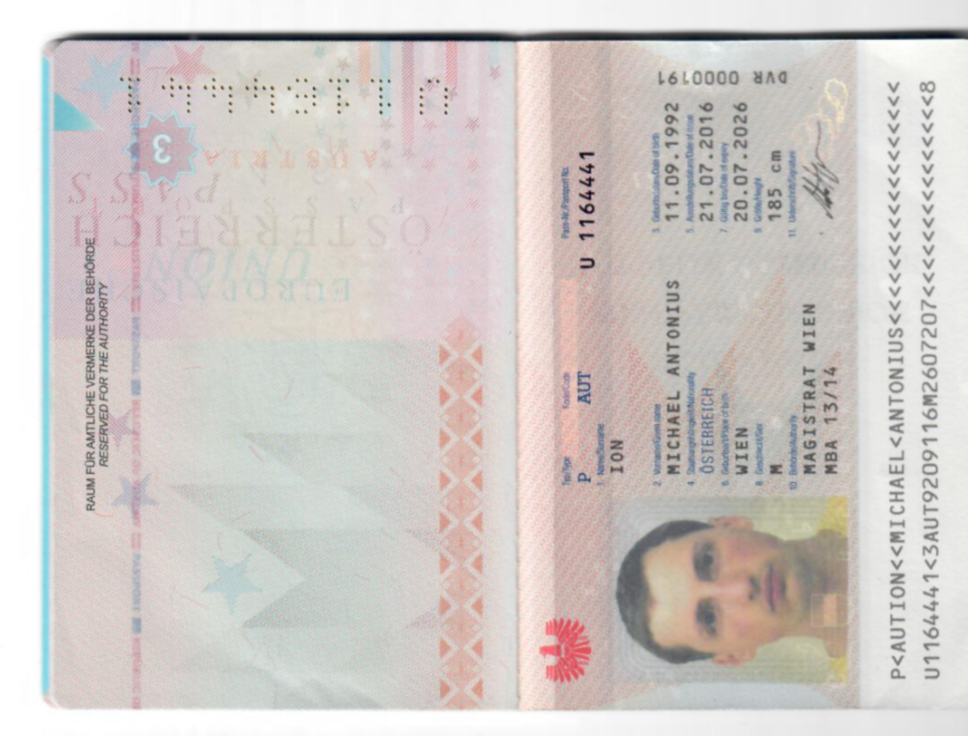 RAUM FÜR AMTLICHE VERMERKE DER BEHÖRDE
RESERVED FOR THE AUTHORITY
3
AUSTRIA
PASS
ÖSTERREICH
UNION
U 1164441
Typ/Type
P
Kode/Code
AUT
Pass-Nr./Passport No.
U 1164441
1. Name/Surname
ION
2. Vorname/Given name
MICHAEL ANTONIUS
3. Geburtsdatum/Date of birth
11.09.1992
4. Staatsangehörigkeit/Nationality
ÖSTERREICH
5. Ausstellungsdatum/Date of issue
21.07.2016
6. Geburtsort/Place of birth
WIEN
7. Gültig bis/Date of expiry
20.07.2026
8. Geschlecht/Sex
M
9. Größe/Height
185 cm
10. Behörde/Authority
MAGISTRAT WIEN
MBA 13/14
11. Unterschrift/Signature
DVR 0000191
P<AUTION<<MICHAEL<ANTONIUS<<<<<<<<<<<<<<<<<<
U1164441<3AUT9209116M2607207<<<<<<<<<<<<<<<8